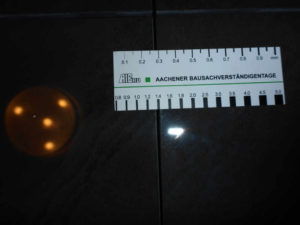 0.1 0.2 0.3 0.4 0.5 0.6 0.7 0.8 0.9 mm
AIBAU AACHENER BAUSACHVERSTÄNDIGENTAGE
0.8 0.9 1.0 1.2 1.4 1.6 1.8 2.0 2.5 3.0 3.5 4.0 4.5 5.0